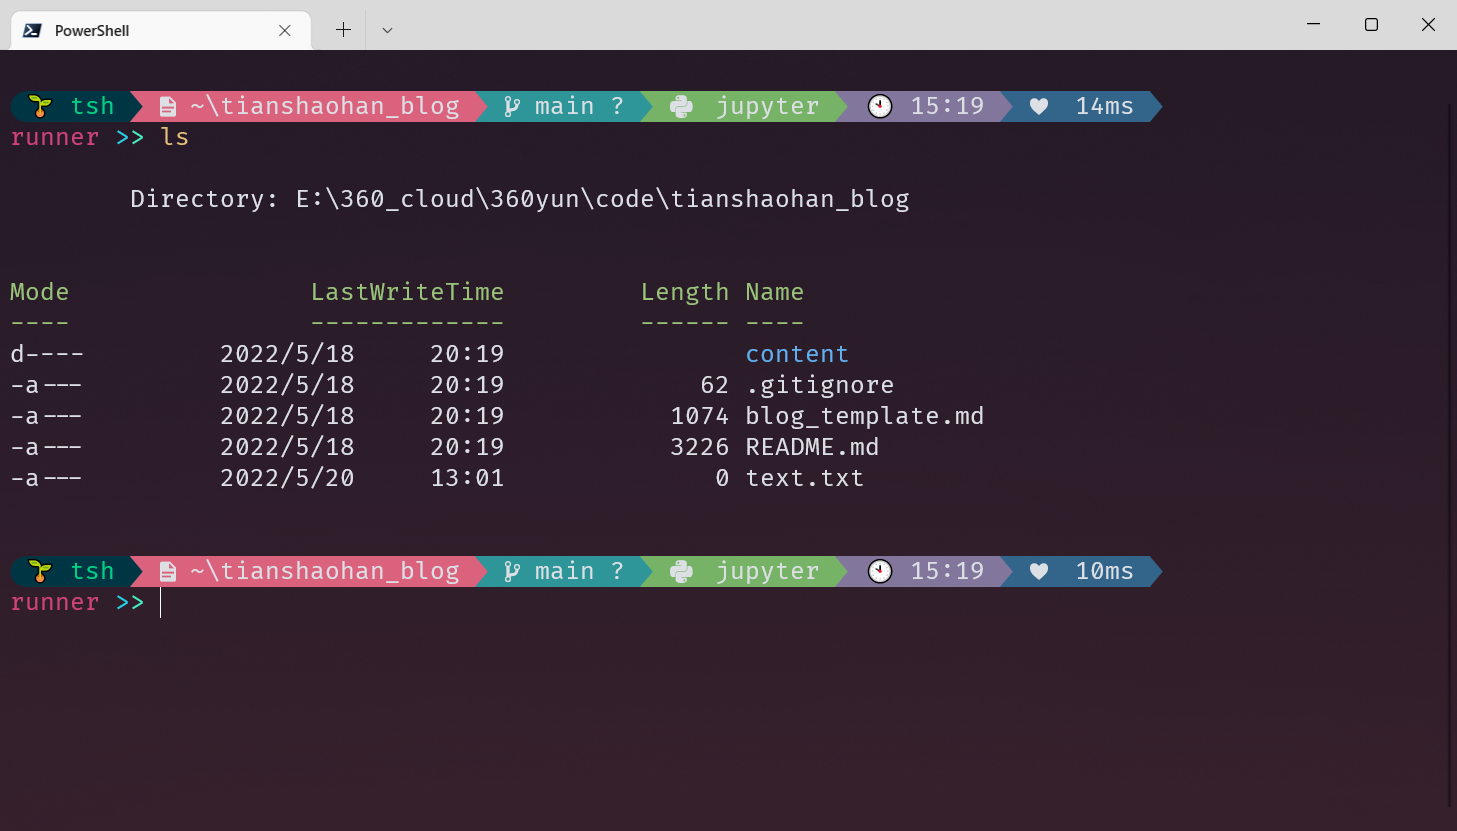 PowerShell
tsh ~\tianshaohan_blog main ? jupyter 15:19 14ms
runner >> ls
Directory: E:\360_cloud\360yun\code\tianshaohan_blog
Mode LastWriteTime Length Name
---- ------------- ------ ----
d---- 2022/5/18 20:19 content
-a--- 2022/5/18 20:19 62 .gitignore
-a--- 2022/5/18 20:19 1074 blog_template.md
-a--- 2022/5/18 20:19 3226 README.md
-a--- 2022/5/20 13:01 0 text.txt
tsh ~\tianshaohan_blog main ? jupyter 15:19 10ms
runner >>